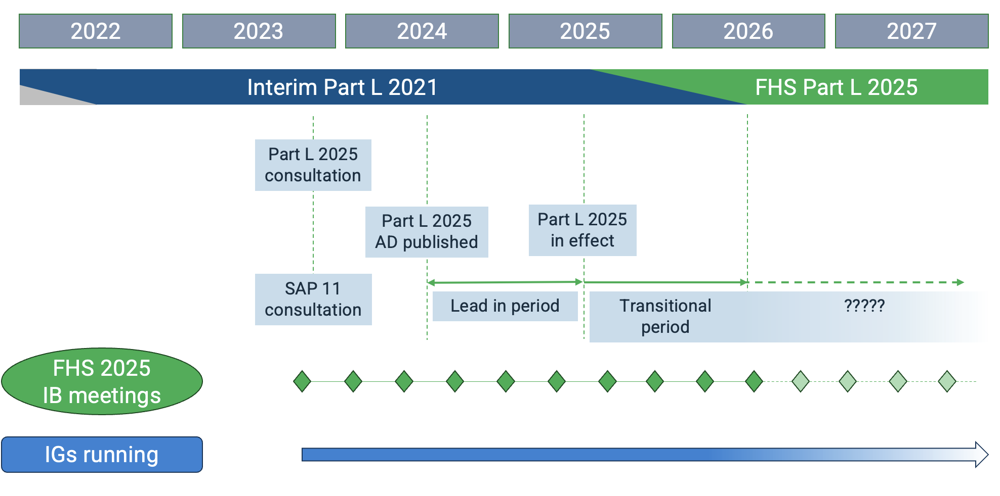 2022
2023
2024
2025
2026
2027
Interim Part L 2021
FHS Part L 2025
Part L 2025
consultation
Part L 2025
AD published
Part L 2025
in effect
SAP 11
consultation
Lead in period
Transitional
period
?????
FHS 2025
IB meetings
IGs running